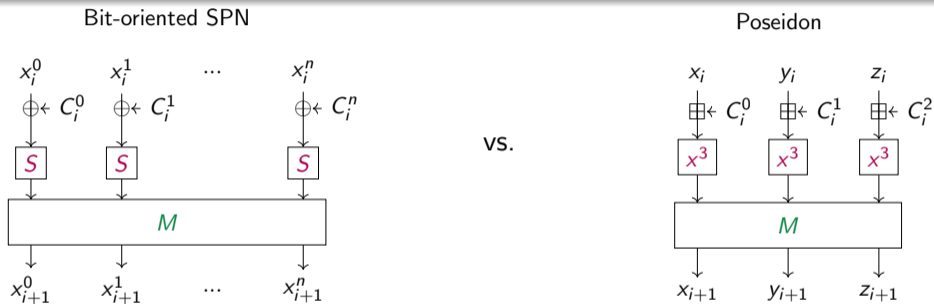 Bit-oriented SPN
Poseidon
x_i^0 x_i^1 ... x_i^n
x_i y_i z_i
C_i^0 C_i^1 C_i^n
C_i^0 C_i^1 C_i^2
S S S
vs.
x^3 x^3 x^3
M
M
x_{i+1}^0 x_{i+1}^1 ... x_{i+1}^n
x_{i+1} y_{i+1} z_{i+1}